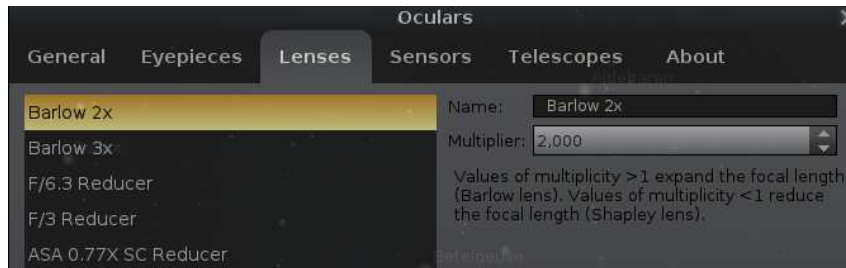 Oculars
General Eyepieces Lenses Sensors Telescopes About
Aldebaran
Barlow 2x
Barlow 3x
F/6.3 Reducer
F/3 Reducer
ASA 0.77X SC Reducer
Name: Barlow 2x
Multiplier: 2,000
Values of multiplicity >1 expand the focal length
(Barlow lens). Values of multiplicity <1 reduce
the focal length (Shapley lens).
Betelgeuse